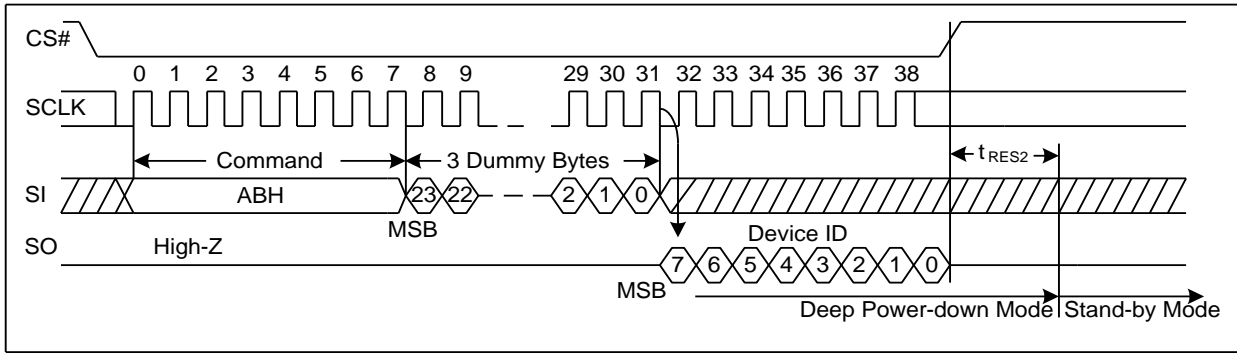 CS#
0 1 2 3 4 5 6 7 8 9 29 30 31 32 33 34 35 36 37 38
SCLK
Command 3 Dummy Bytes tRES2
SI ABH 23 22 2 1 0
MSB
SO High-Z Device ID
7 6 5 4 3 2 1 0
MSB
Deep Power-down Mode Stand-by Mode